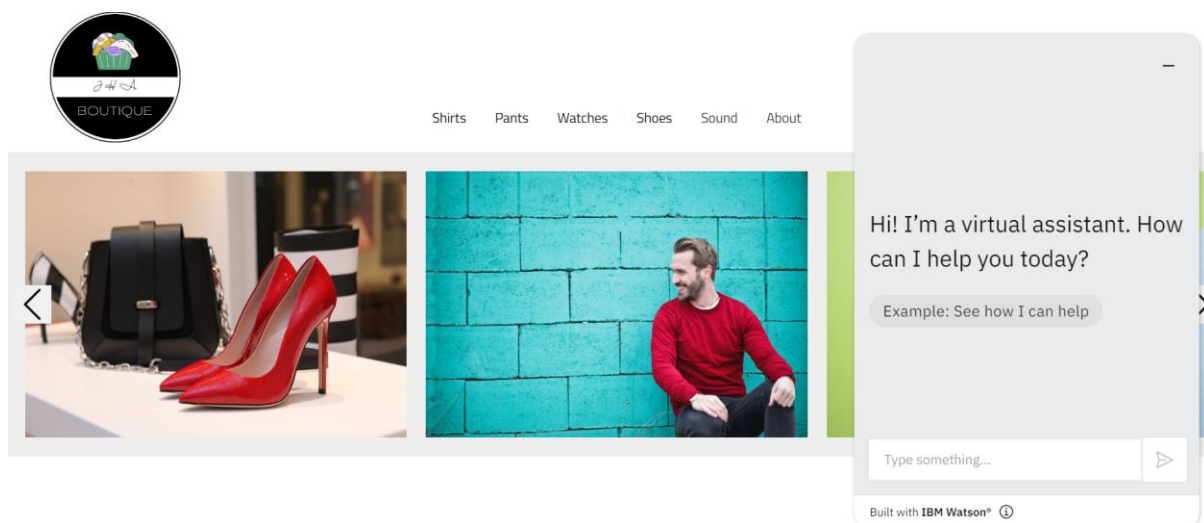 JHA
BOUTIQUE
Shirts Pants Watches Shoes Sound About
Hi! I’m a virtual assistant. How
can I help you today?
Example: See how I can help
Type something...
Built with IBM Watson®